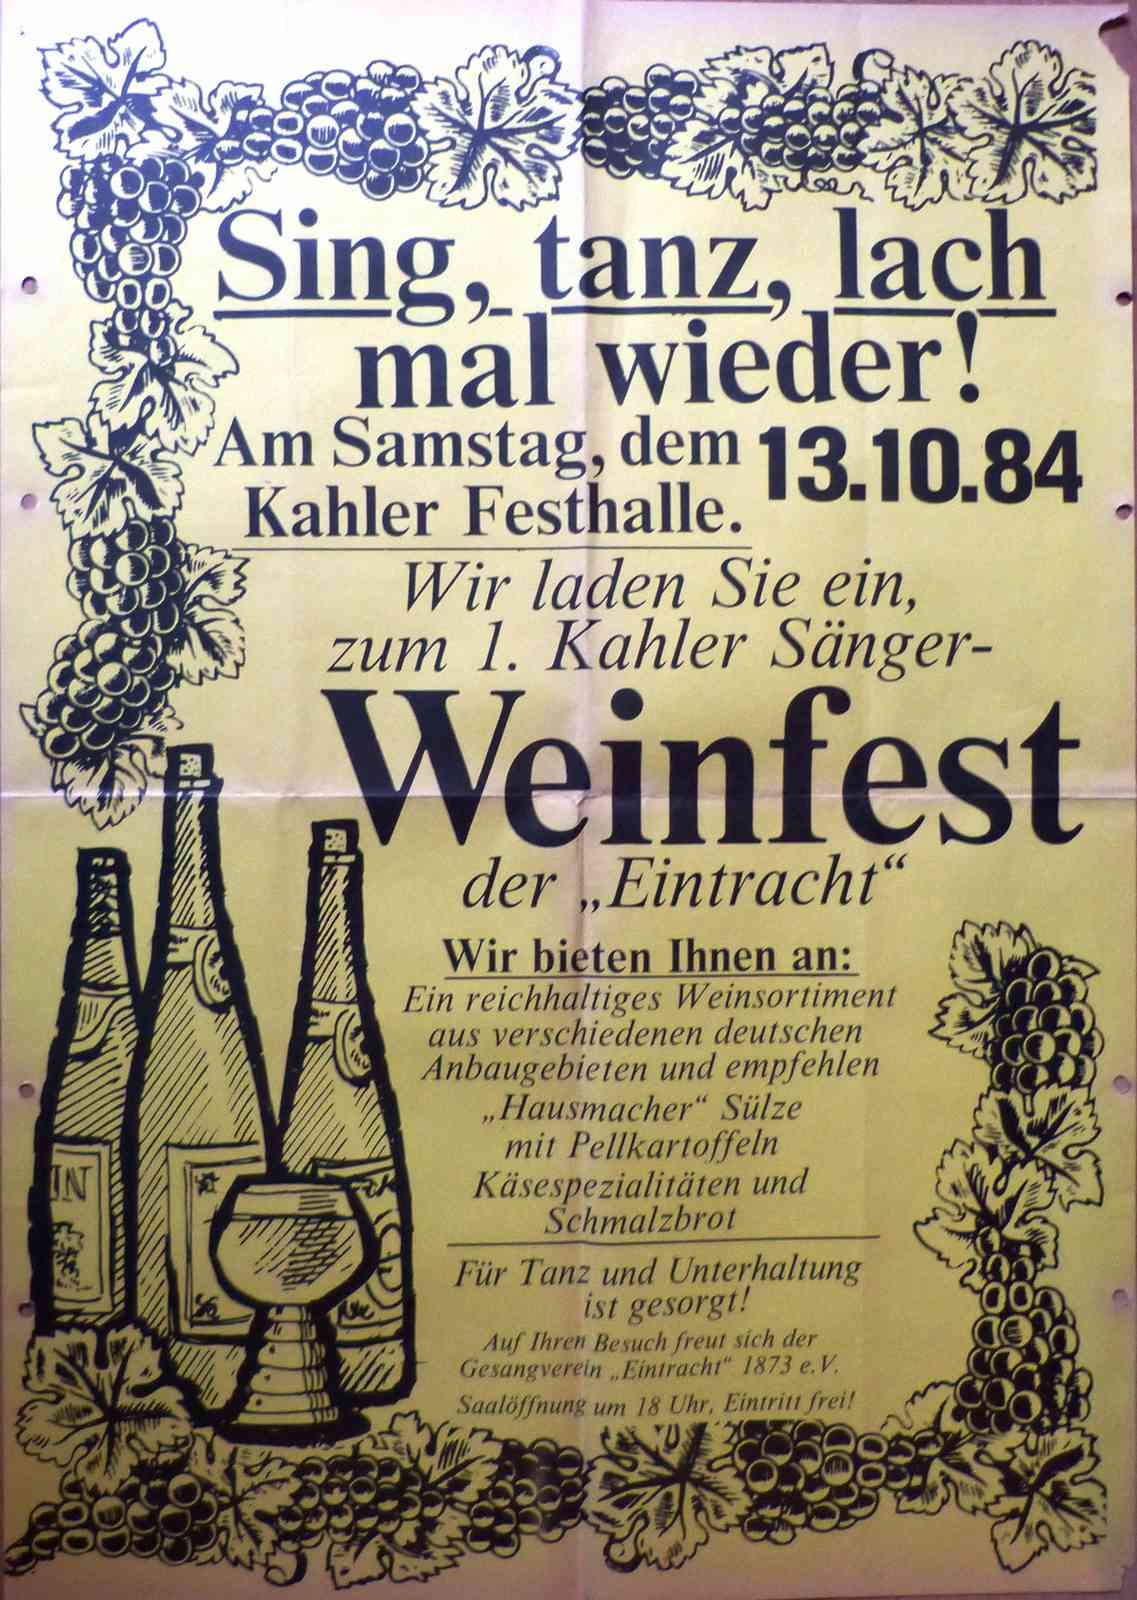 Sing, tanz, lach
mal wieder!
Am Samstag, dem 13.10.84
Kahler Festhalle.
Wir laden Sie ein,
zum 1. Kahler Sänger-
Weinfest
der „Eintracht“
Wir bieten Ihnen an:
Ein reichhaltiges Weinsortiment
aus verschiedenen deutschen
Anbaugebieten und empfehlen
„Hausmacher“ Sülze
mit Pellkartoffeln
Käsespezialitäten und
Schmalzbrot
Für Tanz und Unterhaltung
ist gesorgt!
Auf Ihren Besuch freut sich der
Gesangverein „Eintracht“ 1873 e.V.
Saalöffnung um 18 Uhr, Eintritt frei!
IN